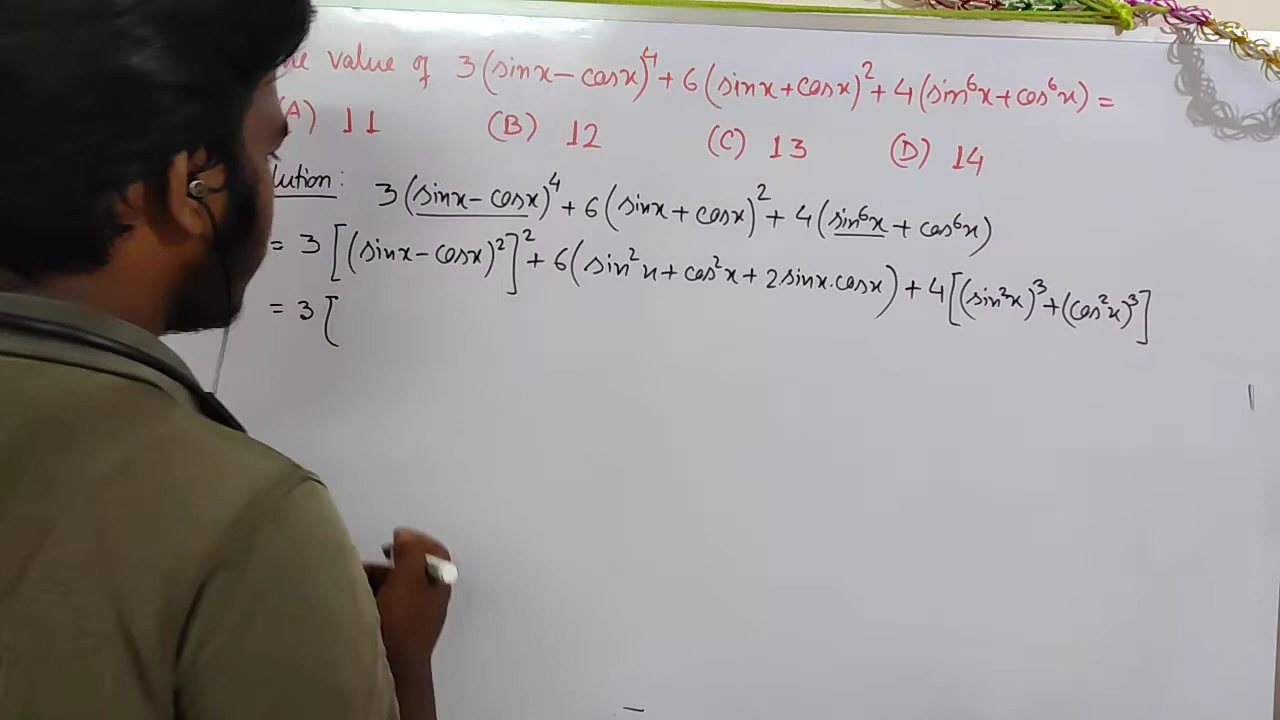 value of 3(sinx-cosx)⁴+6(sinx+cosx)²+4(sin⁶x+cos⁶x)=
A) 11 (B) 12 (C) 13 (D) 14
lution: 3(sinx-cosx)⁴+6(sinx+cosx)²+4(sin⁶x+cos⁶x)
= 3[(sinx-cosx)²]²+6(sin²x+cos²x+2sinx.cosx)+4[(sin²x)³+(cos²x)³]
= 3[